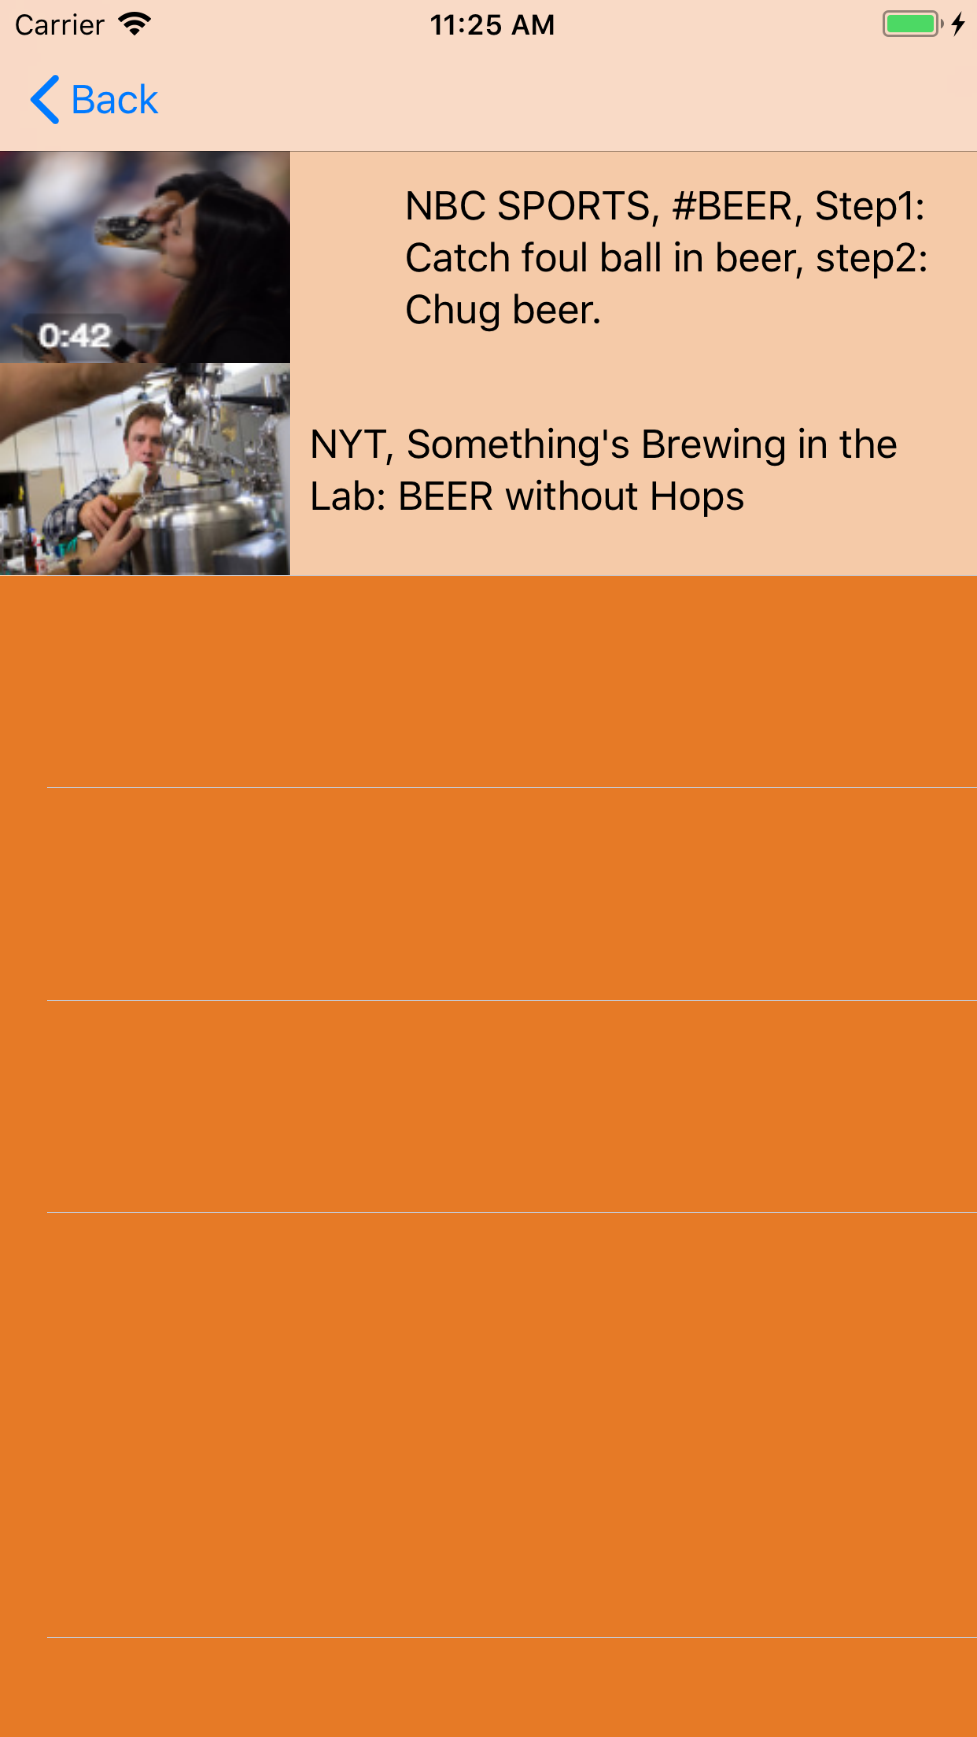 Carrier
11:25 AM
Back
NBC SPORTS, #BEER, Step1:
Catch foul ball in beer, step2:
Chug beer.
0:42
NYT, Something's Brewing in the
Lab: BEER without Hops